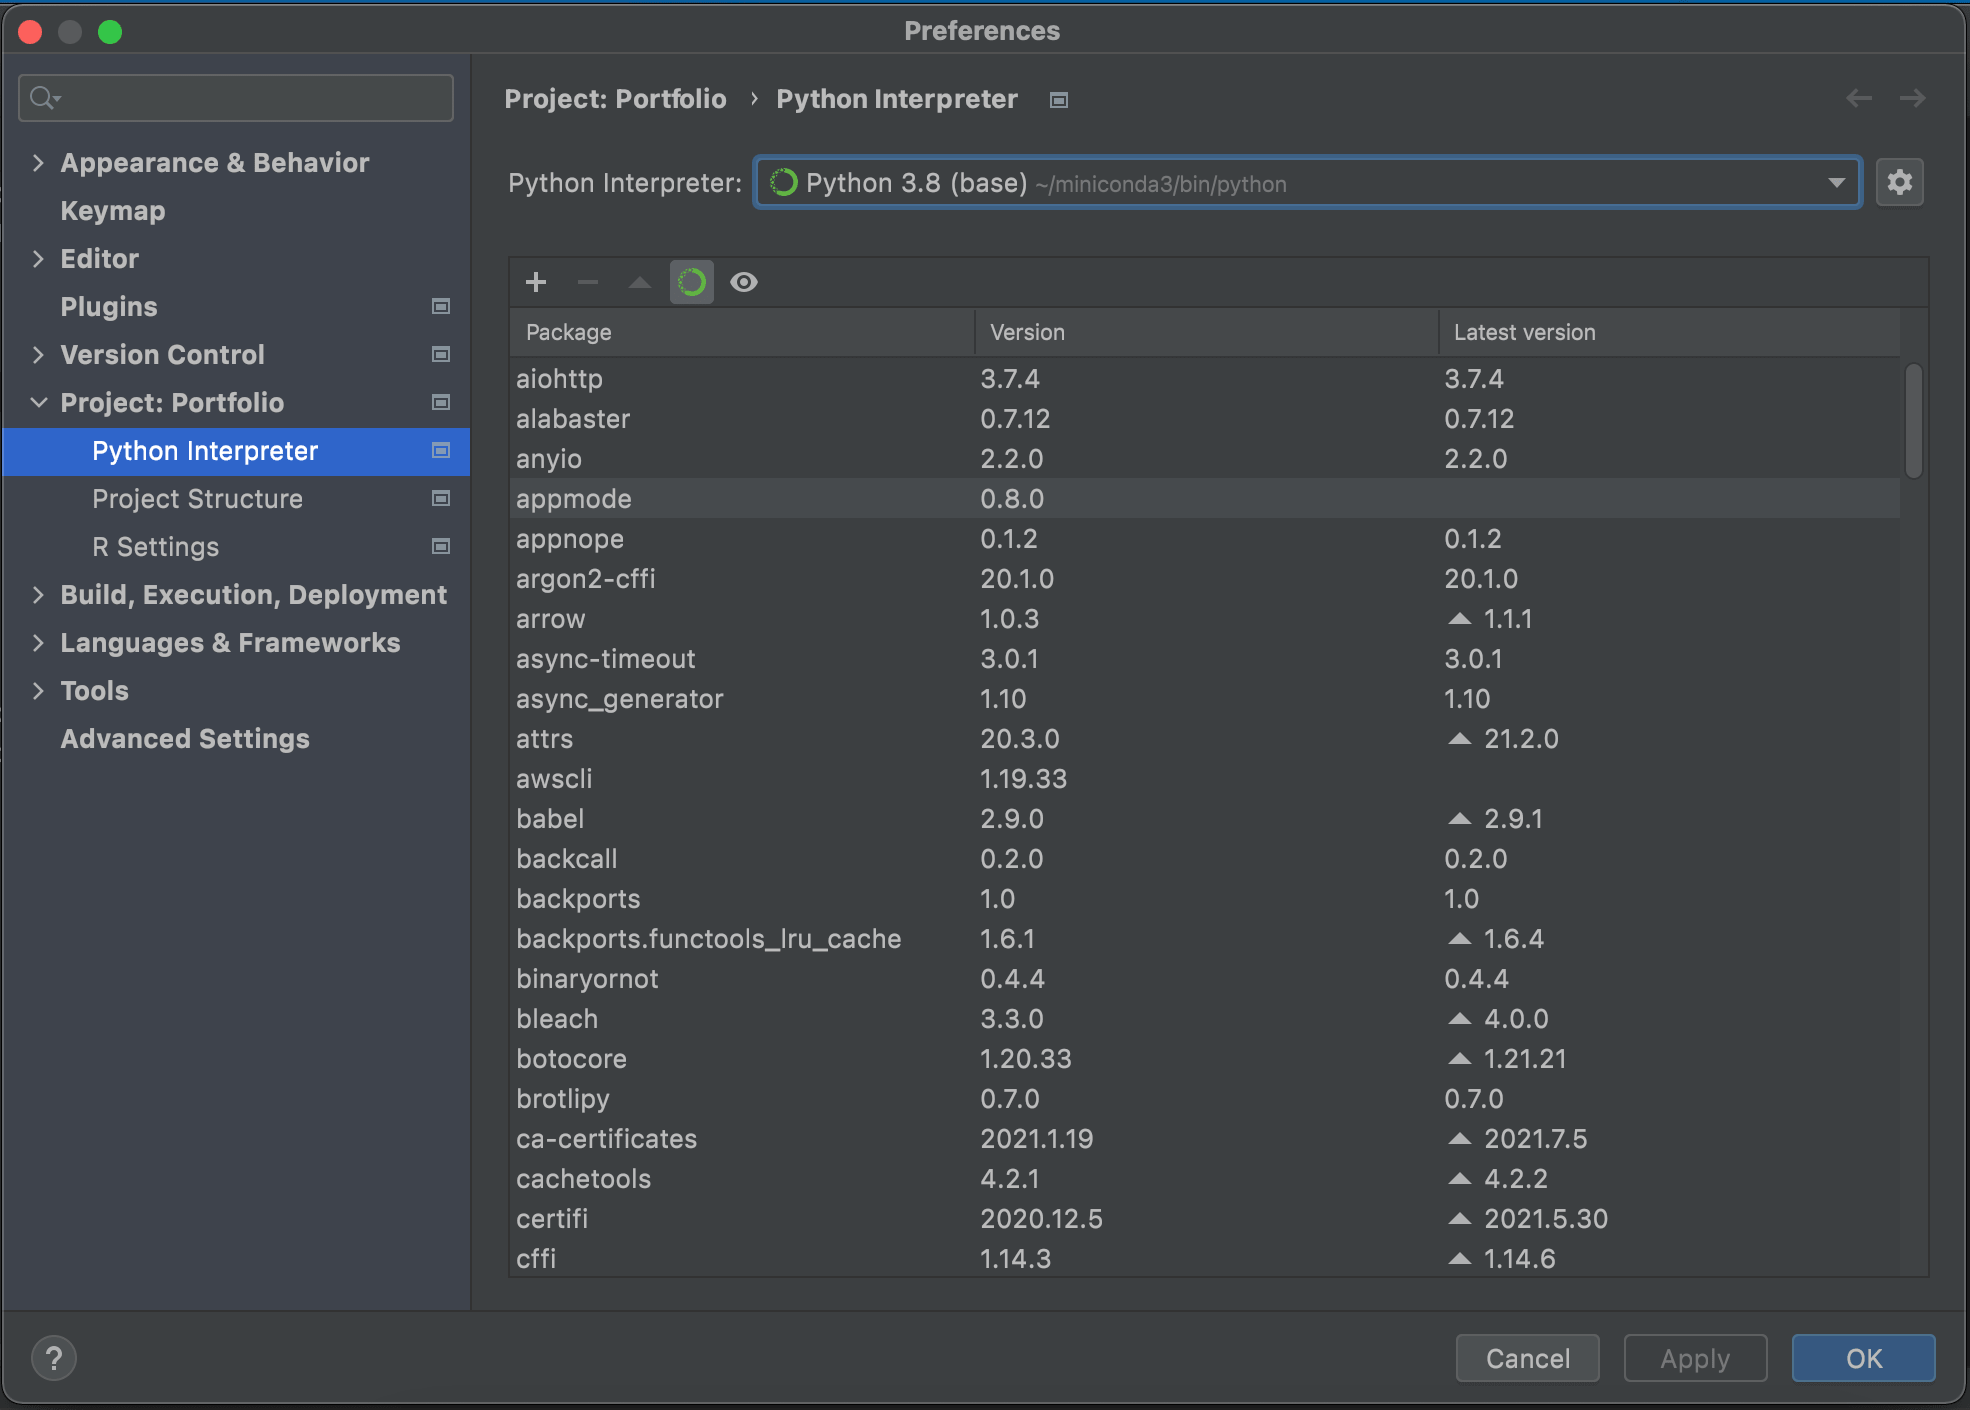 Preferences
Appearance & Behavior
Keymap
Editor
Plugins
Version Control
Project: Portfolio
Python Interpreter
Project Structure
R Settings
Build, Execution, Deployment
Languages & Frameworks
Tools
Advanced Settings
Project: Portfolio › Python Interpreter
Python Interpreter: Python 3.8 (base) ~/miniconda3/bin/python
Package Version Latest version
aiohttp 3.7.4 3.7.4
alabaster 0.7.12 0.7.12
anyio 2.2.0 2.2.0
appmode 0.8.0
appnope 0.1.2 0.1.2
argon2-cffi 20.1.0 20.1.0
arrow 1.0.3 1.1.1
async-timeout 3.0.1 3.0.1
async_generator 1.10 1.10
attrs 20.3.0 21.2.0
awscli 1.19.33
babel 2.9.0 2.9.1
backcall 0.2.0 0.2.0
backports 1.0 1.0
backports.functools_lru_cache 1.6.1 1.6.4
binaryornot 0.4.4 0.4.4
bleach 3.3.0 4.0.0
botocore 1.20.33 1.21.21
brotlipy 0.7.0 0.7.0
ca-certificates 2021.1.19 2021.7.5
cachetools 4.2.1 4.2.2
certifi 2020.12.5 2021.5.30
cffi 1.14.3 1.14.6
? Cancel Apply OK